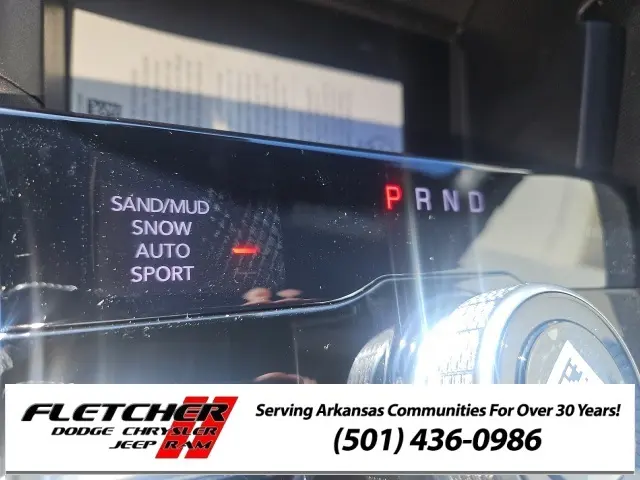 P R N D
SAND/MUD
SNOW
AUTO
SPORT
FLETCHER
DODGE CHRYSLER
JEEP RAM
Serving Arkansas Communities For Over 30 Years!
(501) 436-0986